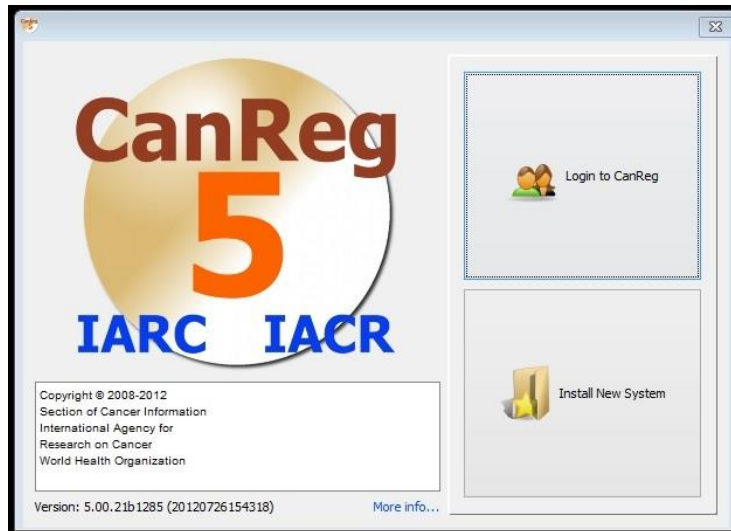 CanReg
5
IARC IACR
Login to CanReg
Install New System
Copyright © 2008-2012
Section of Cancer Information
International Agency for
Research on Cancer
World Health Organization
Version: 5.00.21b1285 (20120726154318)
More info...